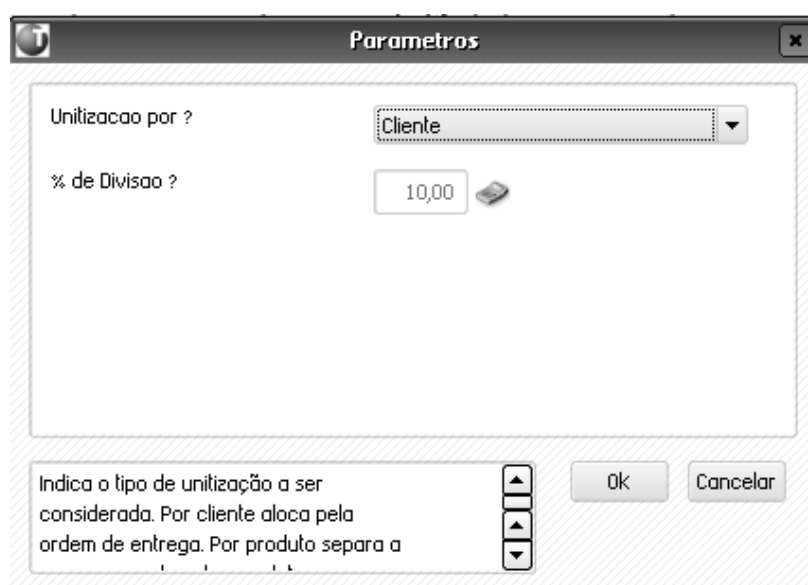 Parametros
Unitizacao por ?
Cliente
% de Divisao ?
10,00
Indica o tipo de unitização a ser
considerada. Por cliente aloca pela
ordem de entrega. Por produto separa a
Ok
Cancelar